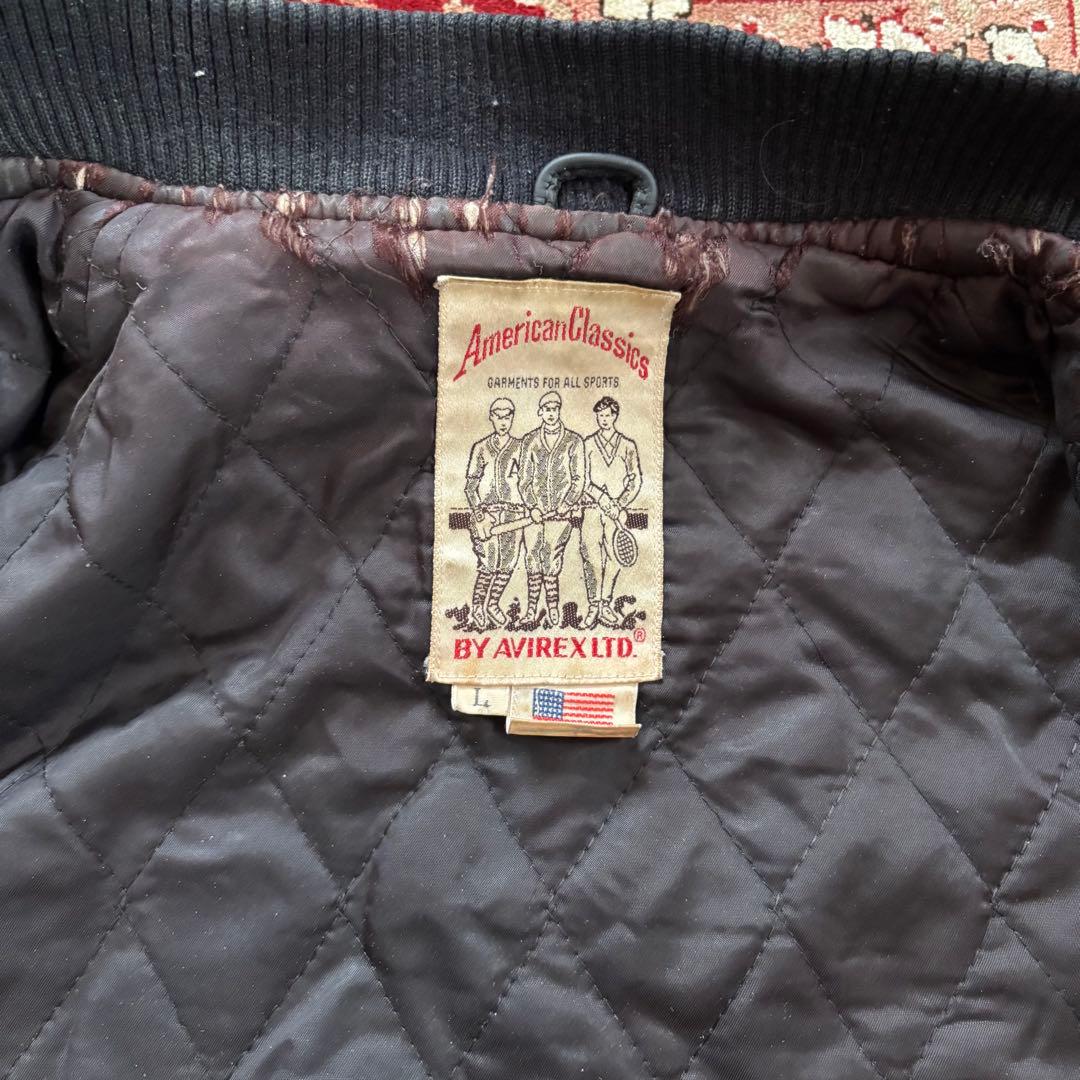 AmericanClassics
GARMENTS FOR ALL SPORTS
A
BY AVIREX LTD.®
L